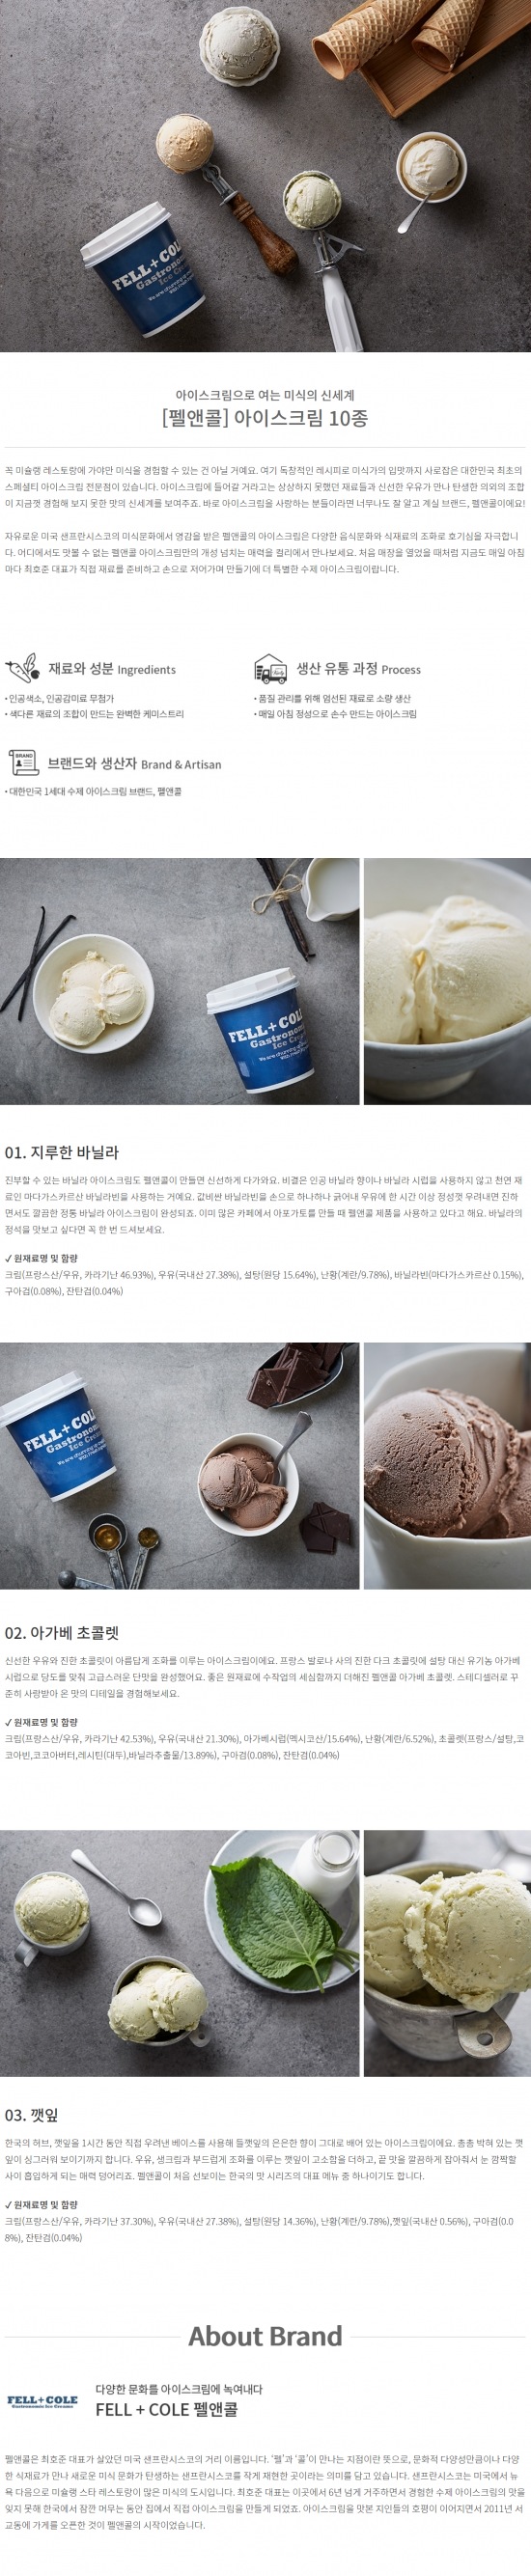 FELL+COLE
Gastronomic
Ice Cream
아이스크림으로 여는 미식의 신세계
[펠앤콜] 아이스크림 10종
꼭 미슐랭 레스토랑에 가야만 미식을 경험할 수 있는 건 아닐 거예요. 여기 독창적인 레시피로 미식가의 입맛까지 사로잡은 대한민국 최초의
스페셜티 아이스크림 전문점이 있습니다. 아이스크림에 들어갈 거라고는 상상하지 못했던 재료들과 신선한 우유가 만나 탄생한 의외의 조합
이 지금껏 경험해 보지 못한 맛의 신세계를 보여주죠. 바로 아이스크림을 사랑하는 분들이라면 너무나도 잘 알고 계실 브랜드, 펠앤콜이에요!
자유로운 미국 샌프란시스코의 미식문화에서 영감을 받은 펠앤콜의 아이스크림은 다양한 음식문화와 식재료의 조화로 호기심을 자극합니
다. 어디에서도 맛볼 수 없는 펠앤콜 아이스크림만의 개성 넘치는 매력을 컬리에서 만나보세요. 처음 매장을 열었을 때처럼 지금도 매일 아침
마다 최호준 대표가 직접 재료를 준비하고 손으로 저어가며 만들기에 더 특별한 수제 아이스크림이랍니다.
재료와 성분 Ingredients
• 인공색소, 인공감미료 무첨가
• 색다른 재료의 조합이 만드는 완벽한 케미스트리
생산 유통 과정 Process
• 품질 관리를 위해 엄선된 재료로 소량 생산
• 매일 아침 정성으로 손수 만드는 아이스크림
BRAND
브랜드와 생산자 Brand & Artisan
• 대한민국 1세대 수제 아이스크림 브랜드, 펠앤콜
FELL+COLE
Gastronomic
Ice Cream
01. 지루한 바닐라
진부할 수 있는 바닐라 아이스크림도 펠앤콜이 만들면 신선하게 다가와요. 비결은 인공 바닐라 향이나 바닐라 시럽을 사용하지 않고 천연 재
료인 마다가스카르산 바닐라빈을 사용하는 거예요. 값비싼 바닐라빈을 손으로 하나하나 긁어내 우유에 한 시간 이상 정성껏 우려내면 진하
면서도 깔끔한 정통 바닐라 아이스크림이 완성되죠. 이미 많은 카페에서 아포가토를 만들 때 펠앤콜 제품을 사용하고 있다고 해요. 바닐라의
정석을 맛보고 싶다면 꼭 한 번 드셔보세요.
✓ 원재료명 및 함량
크림(프랑스산/우유, 카라기난 46.93%), 우유(국내산 27.38%), 설탕(원당 15.64%), 난황(계란/9.78%), 바닐라빈(마다가스카르산 0.15%),
구아검(0.08%), 잔탄검(0.04%)
FELL+COLE
Gastronomic
Ice Cream
02. 아가베 초콜렛
신선한 우유와 진한 초콜릿이 아름답게 조화를 이루는 아이스크림이에요. 프랑스 발로나 사의 진한 다크 초콜릿에 설탕 대신 유기농 아가베
시럽으로 당도를 맞춰 고급스러운 단맛을 완성했어요. 좋은 원재료에 수작업의 세심함까지 더해진 펠앤콜 아가베 초콜렛. 스테디셀러로 꾸
준히 사랑받아 온 맛의 디테일을 경험해보세요.
✓ 원재료명 및 함량
크림(프랑스산/우유, 카라기난 42.53%), 우유(국내산 21.30%), 아가베시럽(멕시코산/15.64%), 난황(계란/6.52%), 초콜렛(프랑스/설탕,코
코아빈,코코아버터,레시틴(대두),바닐라추출물/13.89%), 구아검(0.08%), 잔탄검(0.04%)
03. 깻잎
한국의 허브, 깻잎을 1시간 동안 직접 우려낸 베이스를 사용해 들깻잎의 은은한 향이 그대로 배어 있는 아이스크림이에요. 총총 박혀 있는 깻
잎이 싱그러워 보이기까지 합니다. 우유, 생크림과 부드럽게 조화를 이루는 깻잎이 고소함을 더하고, 끝 맛을 깔끔하게 잡아줘서 눈 깜짝할
사이 흡입하게 되는 매력 덩어리죠. 펠앤콜이 처음 선보이는 한국의 맛 시리즈의 대표 메뉴 중 하나이기도 합니다.
✓ 원재료명 및 함량
크림(프랑스산/우유, 카라기난 37.30%), 우유(국내산 27.38%), 설탕(원당 14.36%), 난황(계란/9.78%),깻잎(국내산 0.56%), 구아검(0.0
8%), 잔탄검(0.04%)
About Brand
FELL+COLE
Gastronomic Ice Creams
다양한 문화를 아이스크림에 녹여내다
FELL + COLE 펠앤콜
펠앤콜은 최호준 대표가 살았던 미국 샌프란시스코의 거리 이름입니다. '펠'과 '콜'이 만나는 지점이란 뜻으로, 문화적 다양성만큼이나 다양
한 식재료가 만나 새로운 미식 문화가 탄생하는 샌프란시스코를 작게 재현한 곳이라는 의미를 담고 있습니다. 샌프란시스코는 미국에서 뉴
욕 다음으로 미슐랭 스타 레스토랑이 많은 미식의 도시입니다. 최호준 대표는 이곳에서 6년 넘게 거주하면서 경험한 수제 아이스크림의 맛을
잊지 못해 한국에서 잠깐 머무는 동안 집에서 직접 아이스크림을 만들게 되었죠. 아이스크림을 맛본 지인들의 호평이 이어지면서 2011년 서
교동에 가게를 오픈한 것이 펠앤콜의 시작이었습니다.